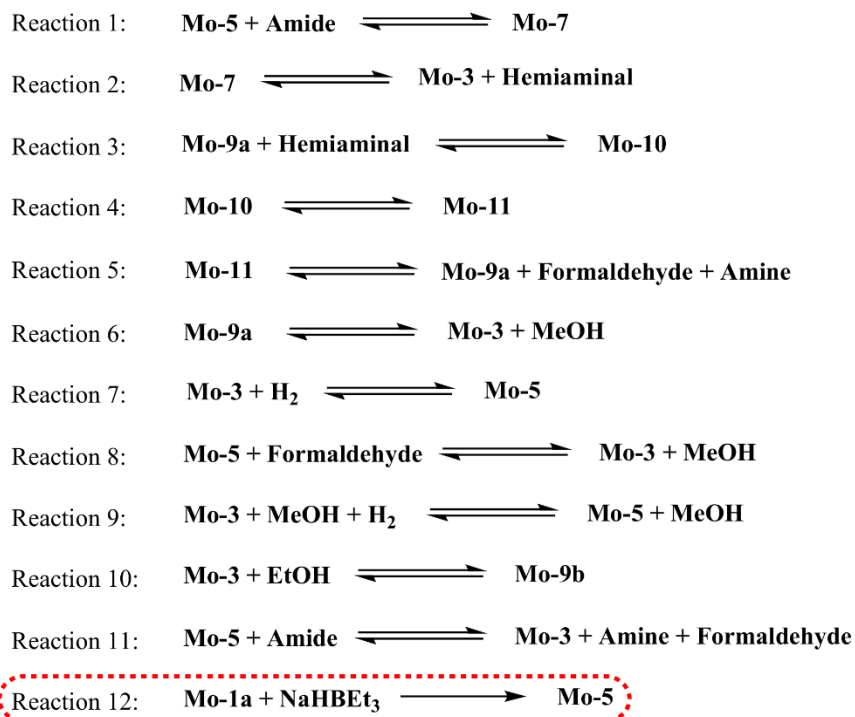 Reaction 1: Mo-5 + Amide ⇌ Mo-7
Reaction 2: Mo-7 ⇌ Mo-3 + Hemiaminal
Reaction 3: Mo-9a + Hemiaminal ⇌ Mo-10
Reaction 4: Mo-10 ⇌ Mo-11
Reaction 5: Mo-11 ⇌ Mo-9a + Formaldehyde + Amine
Reaction 6: Mo-9a ⇌ Mo-3 + MeOH
Reaction 7: Mo-3 + H₂ ⇌ Mo-5
Reaction 8: Mo-5 + Formaldehyde ⇌ Mo-3 + MeOH
Reaction 9: Mo-3 + MeOH + H₂ ⇌ Mo-5 + MeOH
Reaction 10: Mo-3 + EtOH ⇌ Mo-9b
Reaction 11: Mo-5 + Amide ⇌ Mo-3 + Amine + Formaldehyde
Reaction 12: Mo-1a + NaHBEt₃ → Mo-5